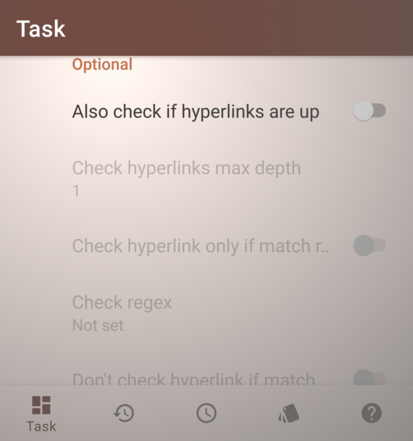 Task
Optional
Also check if hyperlinks are up
Check hyperlinks max depth
1
Check hyperlink only if match r..
Check regex
Not set
Don't check hyperlink if match
Task